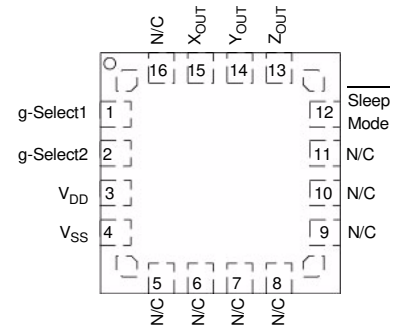 N/C
XOUT
YOUT
ZOUT
16 15 14 13
g-Select1 1
g-Select2 2
VDD 3
VSS 4
12 Sleep
Mode
11 N/C
10 N/C
9 N/C
5 6 7 8
N/C
N/C
N/C
N/C